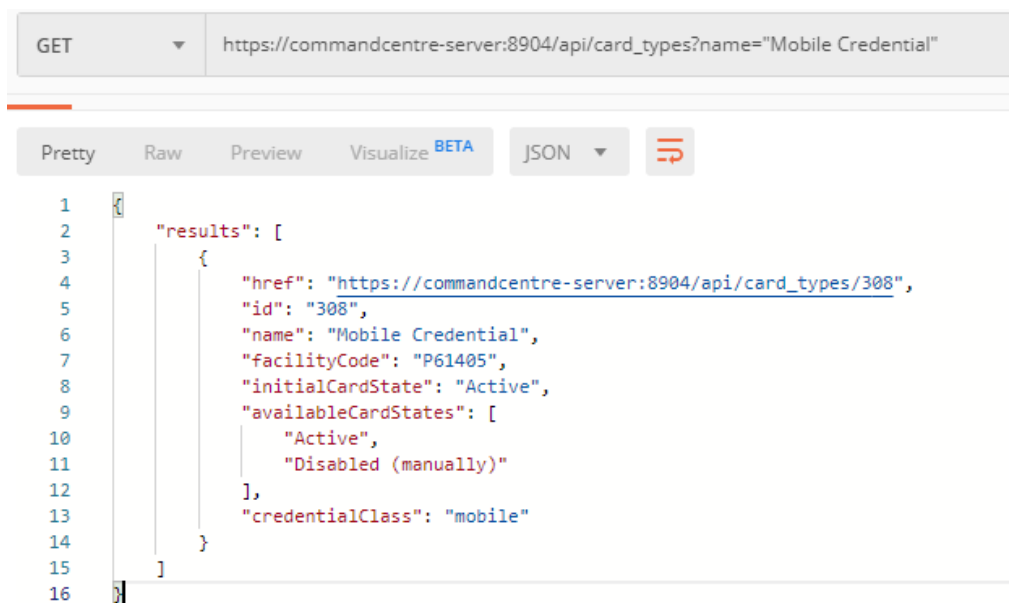 GET https://commandcentre-server:8904/api/card_types?name="Mobile Credential"
Pretty Raw Preview Visualize BETA JSON
1 {
2 "results": [
3 {
4 "href": "https://commandcentre-server:8904/api/card_types/308",
5 "id": "308",
6 "name": "Mobile Credential",
7 "facilityCode": "P61405",
8 "initialCardState": "Active",
9 "availableCardStates": [
10 "Active",
11 "Disabled (manually)"
12 ],
13 "credentialClass": "mobile"
14 }
15 ]
16 }